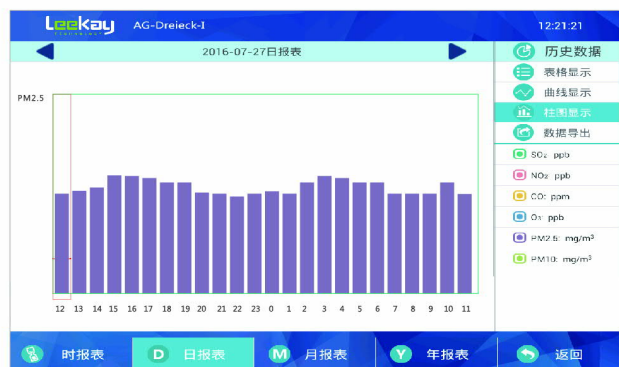 Leekay AG-Dreieck-I 12:21:21
2016-07-27日报表
历史数据
表格显示
曲线显示
柱图显示
数据导出
SO₂: ppb
NO₂: ppb
CO: ppm
O₃: ppb
PM2.5: mg/m³
PM10: mg/m³
PM2.5
12 13 14 15 16 17 18 19 20 21 22 23 0 1 2 3 4 5 6 7 8 9 10 11
时报表 D 日报表 M 月报表 Y 年报表 返回